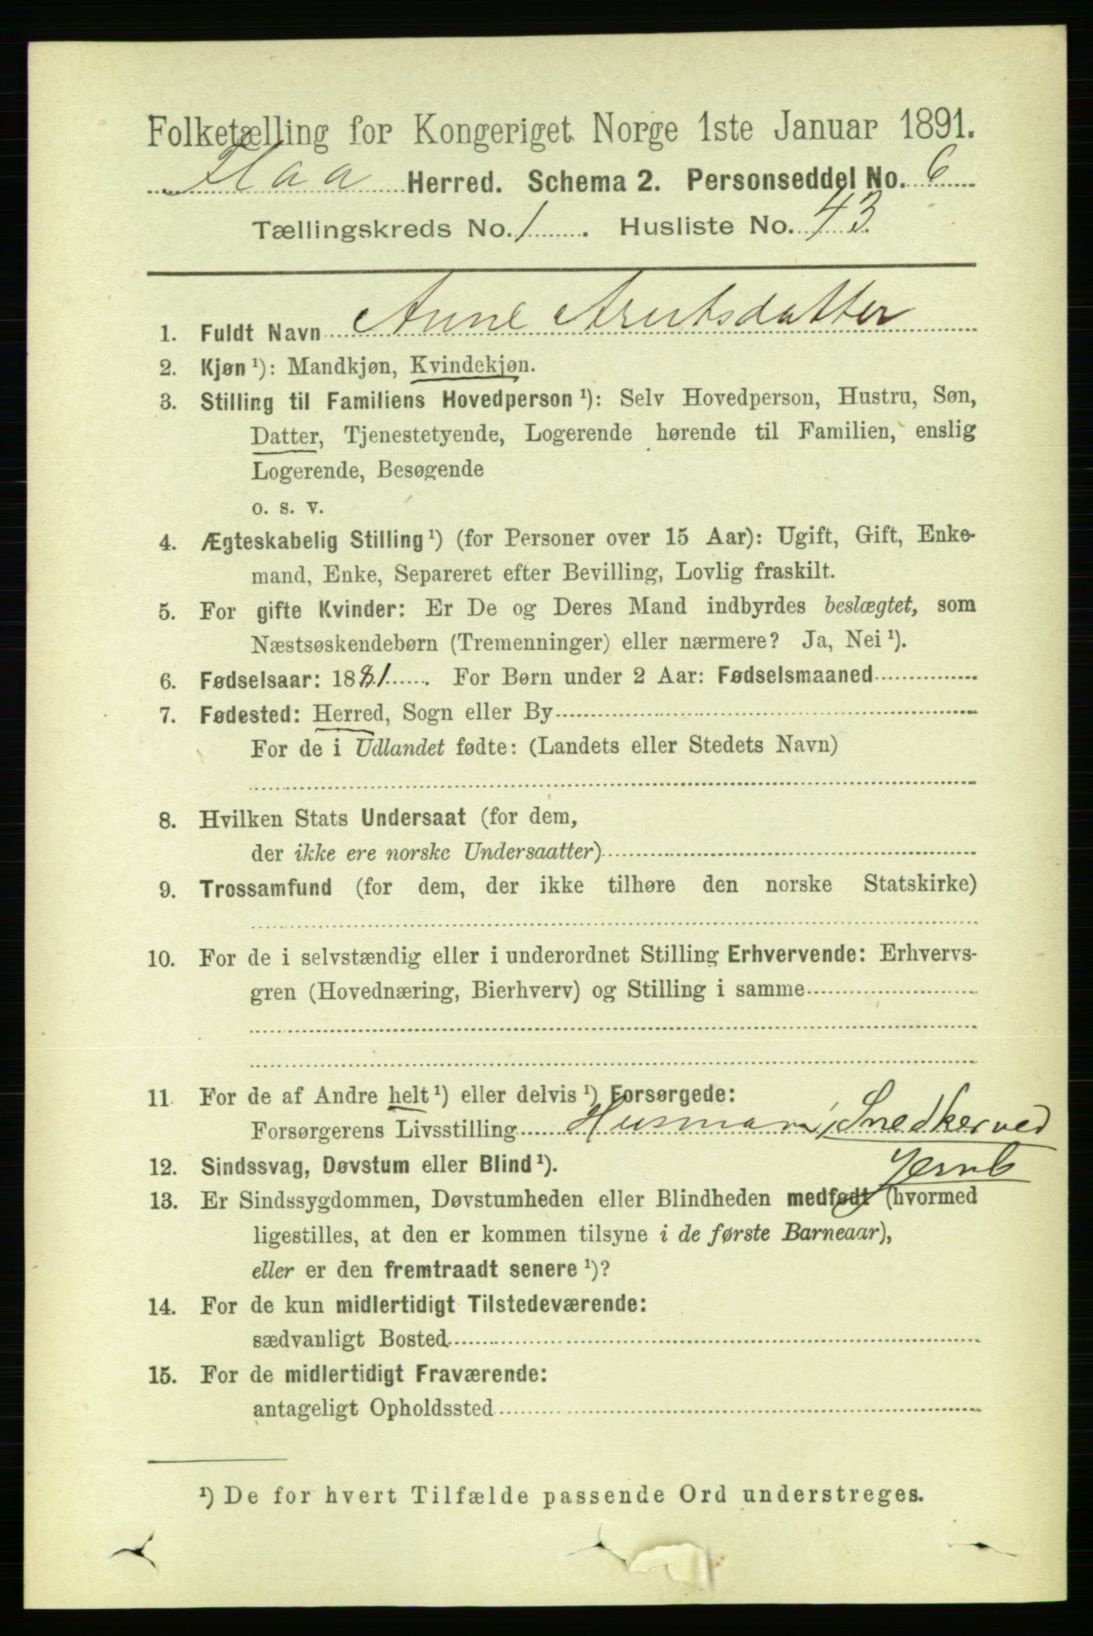 Folketælling for Kongeriget Norge 1ste Januar 1891.
Flaa Herred. Schema 2. Personseddel No. 6
Tællingskreds No. 1. Husliste No. 43.
1. Fuldt Navn Anne Arntsdatter
2. Kjøn ¹): Mandkjøn, Kvindekjøn.
3. Stilling til Familiens Hovedperson ¹): Selv Hovedperson, Hustru, Søn,
Datter, Tjenestetyende, Logerende hørende til Familien, enslig
Logerende, Besøgende
o. s. v.
4. Ægteskabelig Stilling ¹) (for Personer over 15 Aar): Ugift, Gift, Enke-
mand, Enke, Separeret efter Bevilling, Lovlig fraskilt.
5. For gifte Kvinder: Er De og Deres Mand indbyrdes beslægtet, som
Næstsøskendebørn (Tremenninger) eller nærmere? Ja, Nei ¹).
6. Fødselsaar: 1881. For Børn under 2 Aar: Fødselsmaaned
7. Fødested: Herred, Sogn eller By
For de i Udlandet fødte: (Landets eller Stedets Navn)
8. Hvilken Stats Undersaat (for dem,
der ikke ere norske Undersaatter)
9. Trossamfund (for dem, der ikke tilhøre den norske Statskirke)
10. For de i selvstændig eller i underordnet Stilling Erhvervende: Erhvervs-
gren (Hovednæring, Bierhverv) og Stilling i samme
11. For de af Andre helt ¹) eller delvis ¹) Forsørgede:
Forsørgerens Livsstilling Husmann, Snedker ved
12. Sindssvag, Døvstum eller Blind ¹).
13. Er Sindssygdommen, Døvstumheden eller Blindheden medfødt (hvormed
ligestilles, at den er kommen tilsyne i de første Barneaar),
eller er den fremtraadt senere ¹)?
14. For de kun midlertidigt Tilstedeværende:
sædvanligt Bosted
15. For de midlertidigt Fraværende:
antageligt Opholdssted
¹) De for hvert Tilfælde passende Ord understreges.